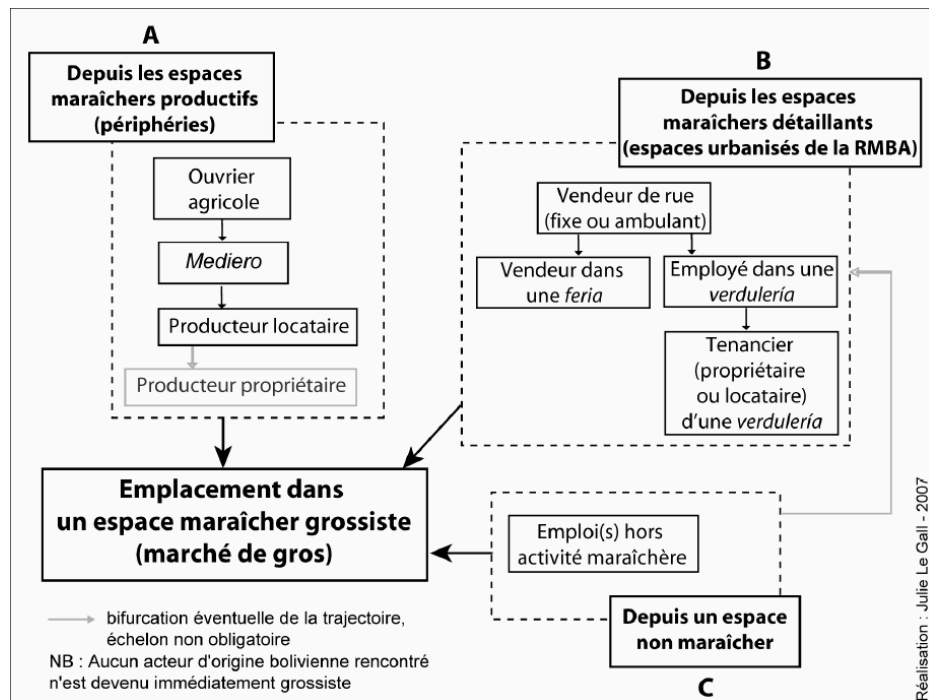 A
Depuis les espaces
maraîchers productifs
(périphéries)
Ouvrier
agricole
Mediero
Producteur locataire
Producteur propriétaire
B
Depuis les espaces
maraîchers détaillants
(espaces urbanisés de la RMBA)
Vendeur de rue
(fixe ou ambulant)
Vendeur dans
une feria
Employé dans une
verdulería
Tenancier
(propriétaire
ou locataire)
d'une verdulería
Emplacement dans
un espace maraîcher grossiste
(marché de gros)
Emploi(s) hors
activité maraîchère
Depuis un espace
non maraîcher
C
bifurcation éventuelle de la trajectoire,
échelon non obligatoire
NB : Aucun acteur d'origine bolivienne rencontré
n'est devenu immédiatement grossiste
Réalisation : Julie Le Gall - 2007